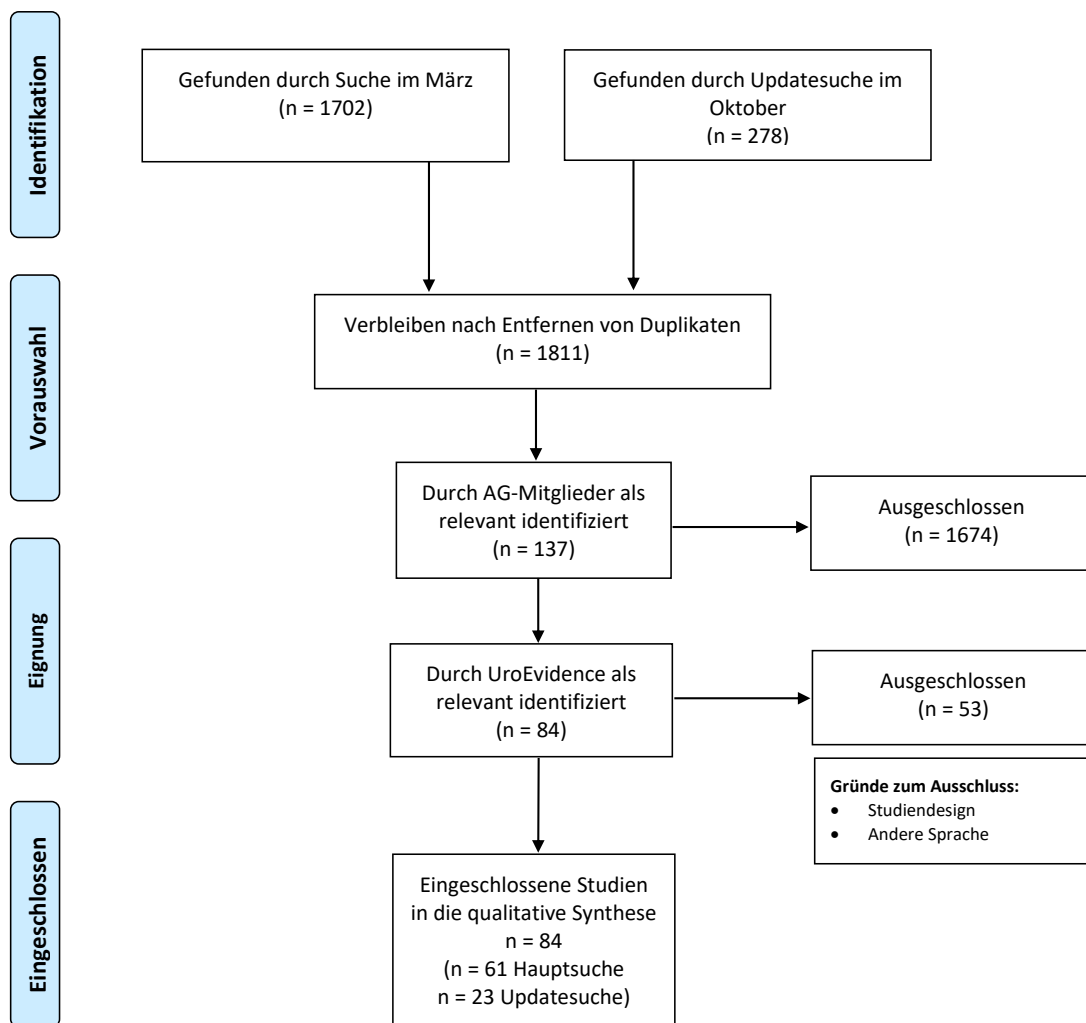 Identifikation
Gefunden durch Suche im März
(n = 1702)
Gefunden durch Updatesuche im
Oktober
(n = 278)
Vorauswahl
Verbleiben nach Entfernen von Duplikaten
(n = 1811)
Durch AG-Mitglieder als
relevant identifiziert
(n = 137)
Ausgeschlossen
(n = 1674)
Eignung
Durch UroEvidence als
relevant identifiziert
(n = 84)
Ausgeschlossen
(n = 53)
Gründe zum Ausschluss:
• Studiendesign
• Andere Sprache
Eingeschlossen
Eingeschlossene Studien
in die qualitative Synthese
n = 84
(n = 61 Hauptsuche
n = 23 Updatesuche)